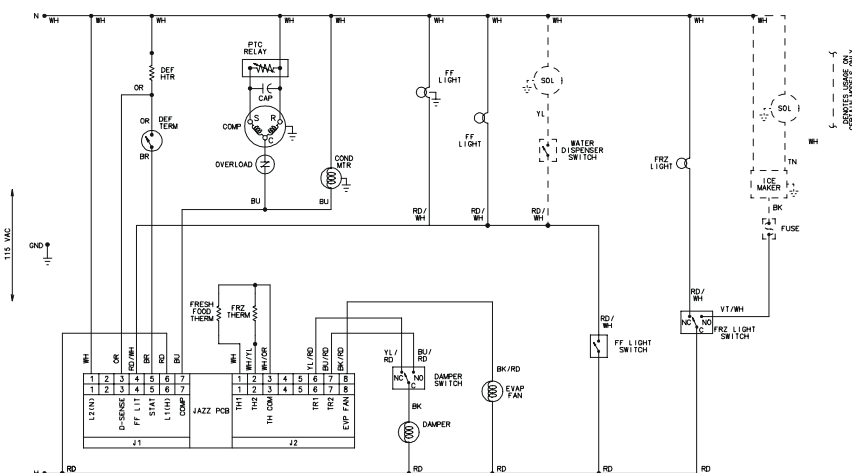 N WH WH WH WH WH WH WH WH WH
PTC
RELAY
DEF
HTR
OR
CAP
FF
LIGHT
SOL
SOL
DENOTES USAGE ON
CERTAIN MODELS ONLY
OR
DEF
TERM
BR
COMP S R
C
YL
FF
LIGHT
WATER
DISPENSER
SWITCH
WH
OVERLOAD
COND
MTR
FRZ
LIGHT
TN
ICE
MAKER
BU BU
BK
RD/
WH
RD/
WH
RD/
WH
FUSE
115 VAC
GND
FRESH
FOOD
THERM
FRZ
THERM
RD/
WH
VT/WH
NC NO
C
FRZ LIGHT
SWITCH
RD/
WH
FF LIGHT
SWITCH
WH OR RD/WH BR RD BU
WH WH/YL WH/OR YL/RD BU/RD BK/RD
YL/
RD
BU/
RD
BK/RD
1 2 3 4 5 6 7
1 2 3 4 5 6 7
1 2 3 4 5 6 7 8
1 2 3 4 5 6 7 8
NC NO
C
DAMPER
SWITCH
EVAP
FAN
L2(N) D-SENSE FF LIT STAT L1(H) COMP
JAZZ PCB
TH1 TH2 TH COM TR1 TR2 EVP FAN
BK
DAMPER
J1
J2
H RD RD RD RD RD